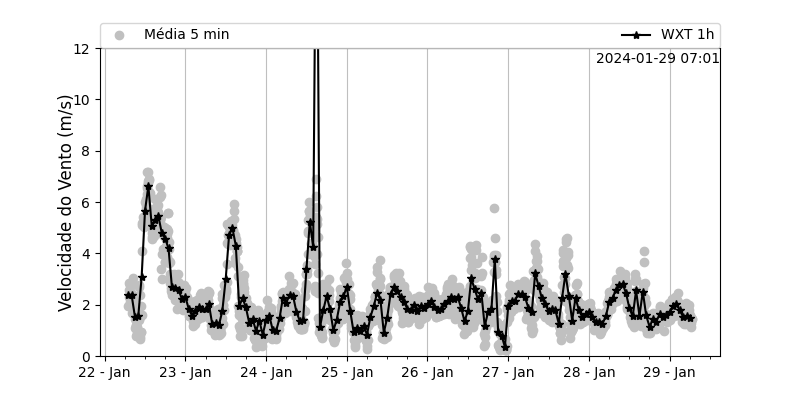 Média 5 min
WXT 1h
2024-01-29 07:01
Velocidade do Vento (m/s)
12
10
8
6
4
2
0
22 - Jan
23 - Jan
24 - Jan
25 - Jan
26 - Jan
27 - Jan
28 - Jan
29 - Jan